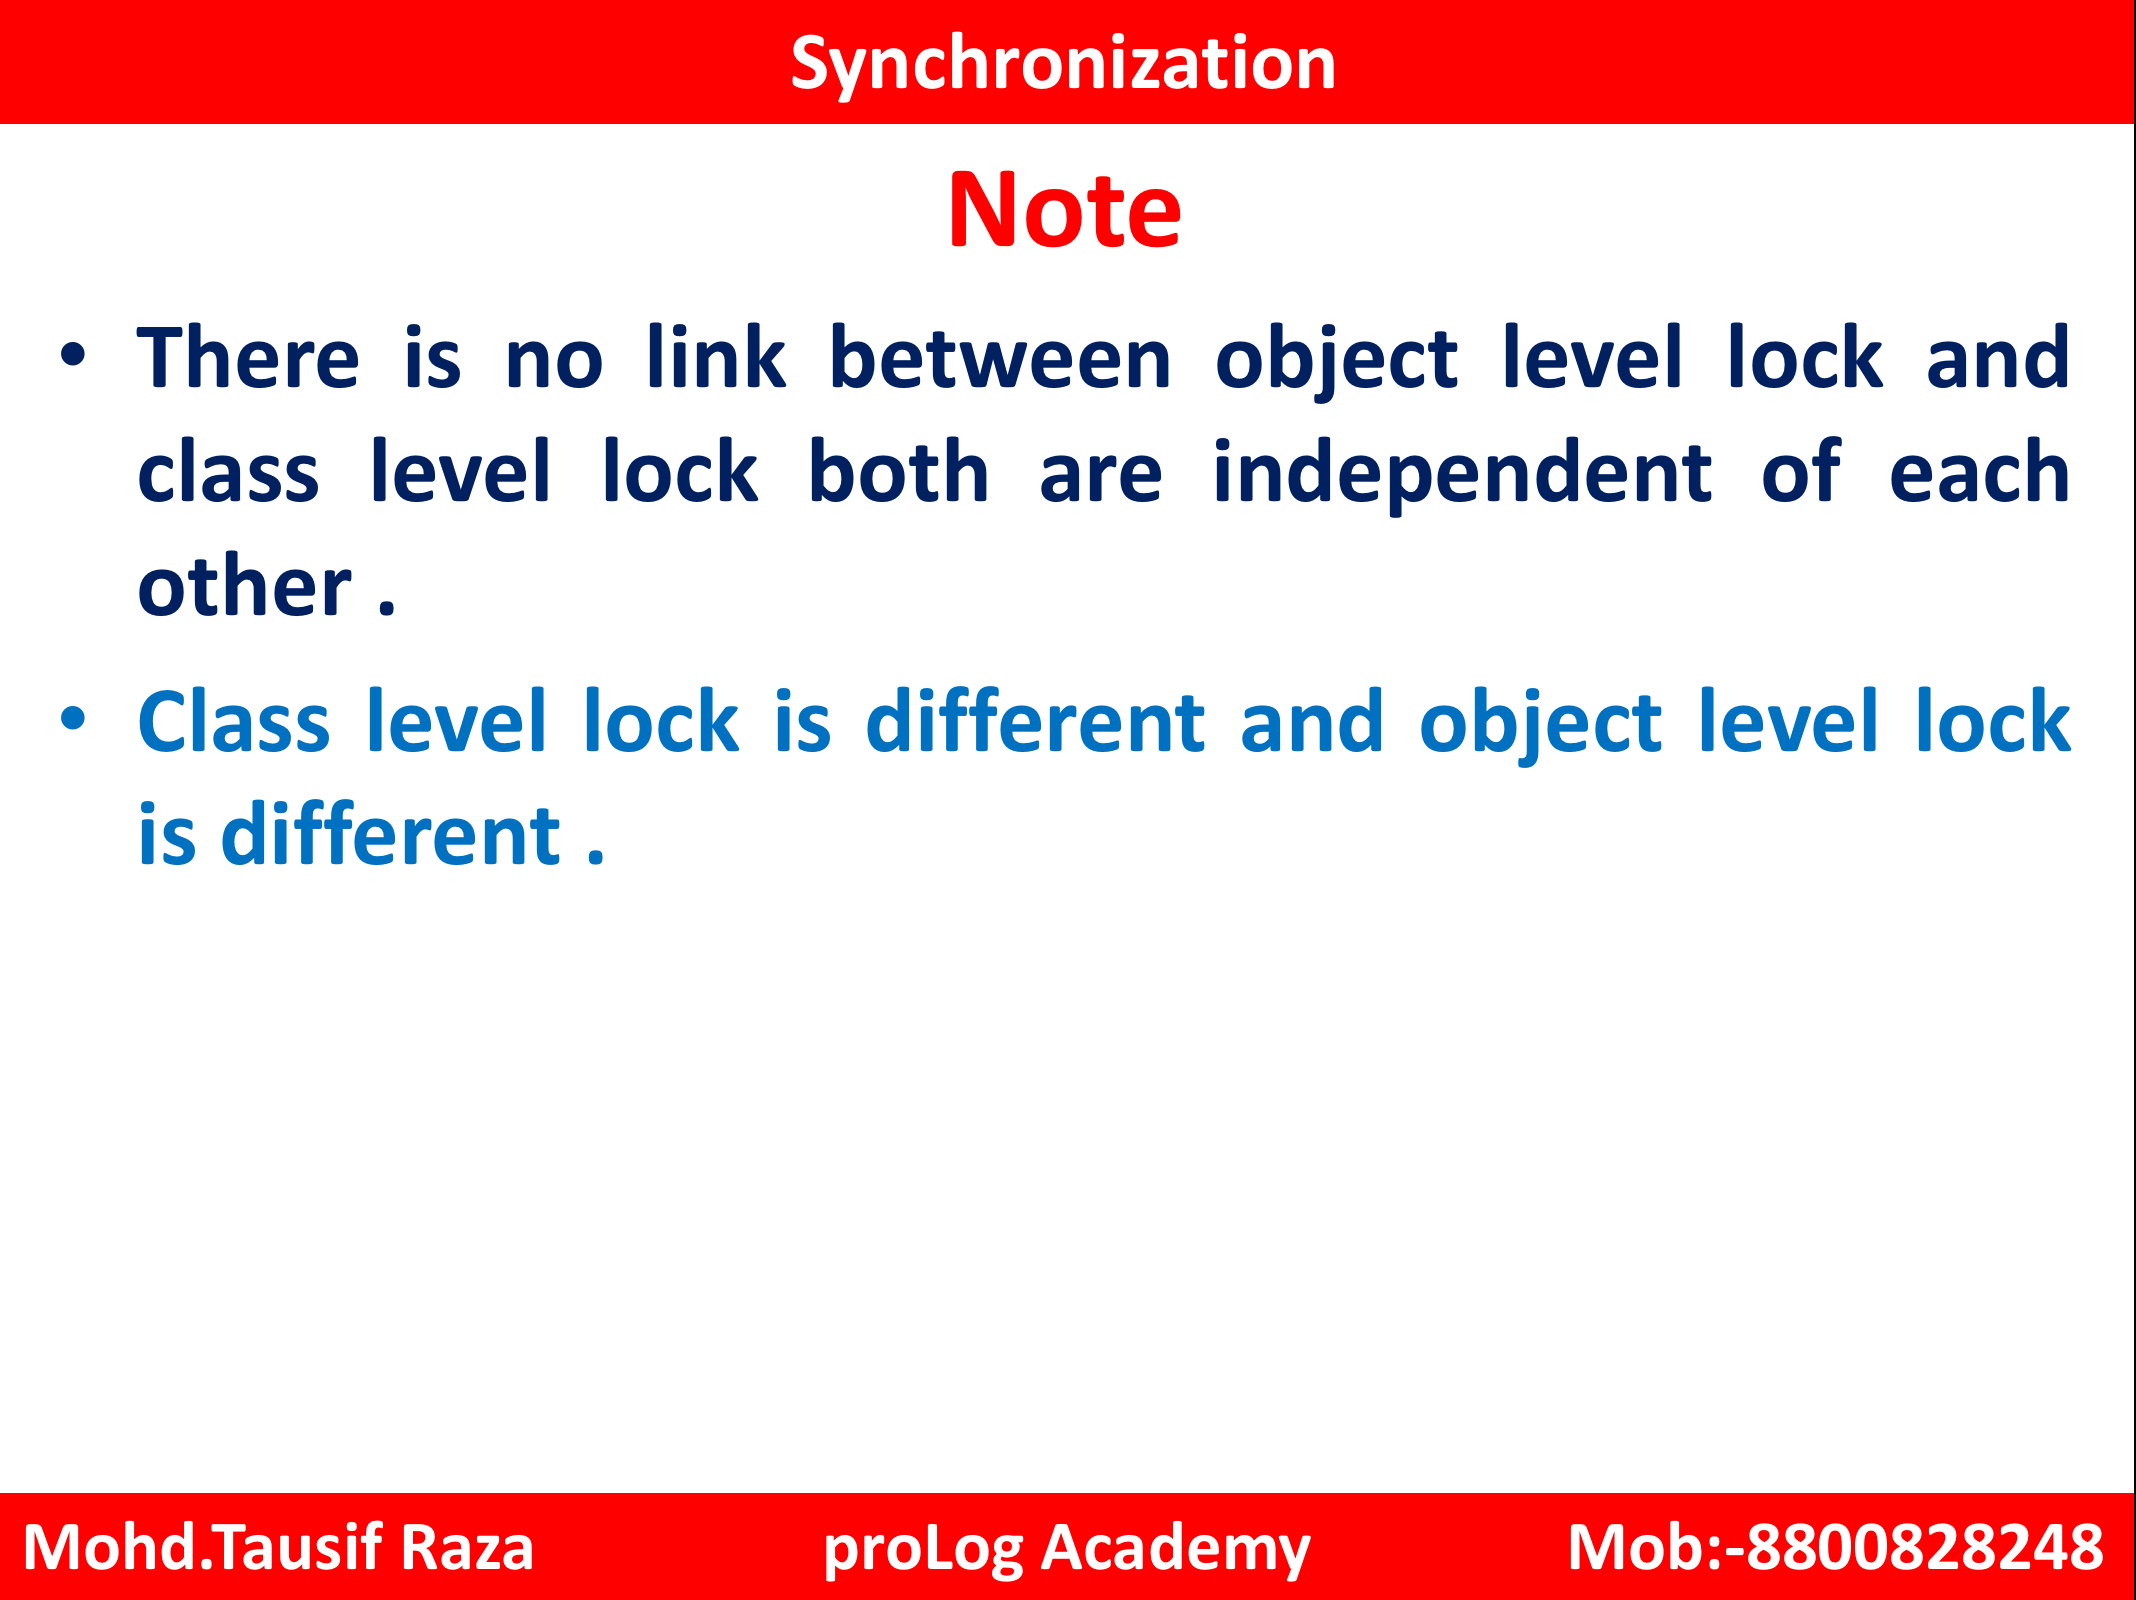 Synchronization
Note
• There is no link between object level lock and
class level lock both are independent of each
other .
• Class level lock is different and object level lock
is different .
Mohd.Tausif Raza proLog Academy Mob:-8800828248